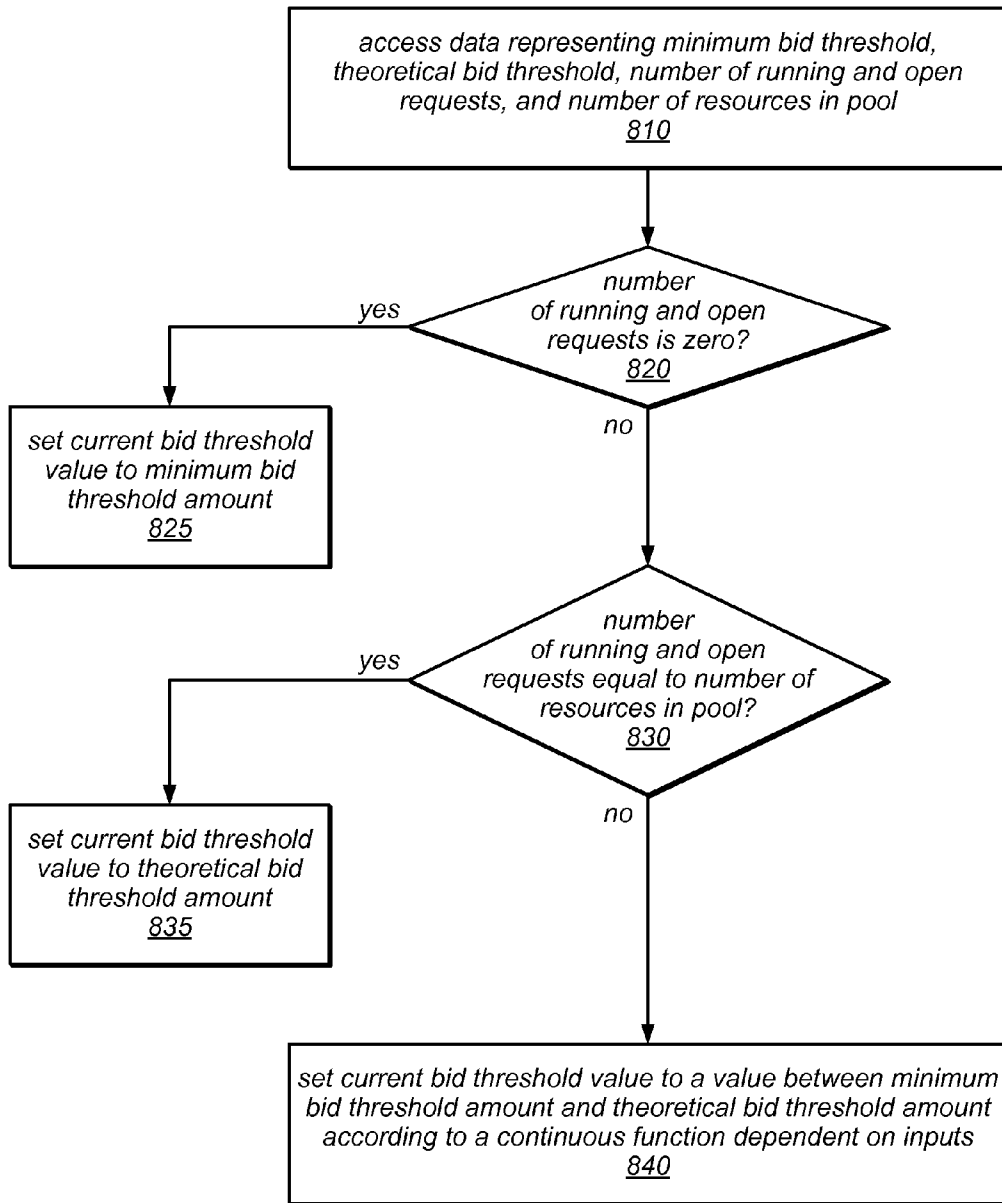 access data representing minimum bid threshold,
theoretical bid threshold, number of running and open
requests, and number of resources in pool
810
number
of running and open
requests is zero?
820
yes
no
set current bid threshold
value to minimum bid
threshold amount
825
number
of running and open
requests equal to number of
resources in pool?
830
yes
no
set current bid threshold
value to theoretical bid
threshold amount
835
set current bid threshold value to a value between minimum
bid threshold amount and theoretical bid threshold amount
according to a continuous function dependent on inputs
840